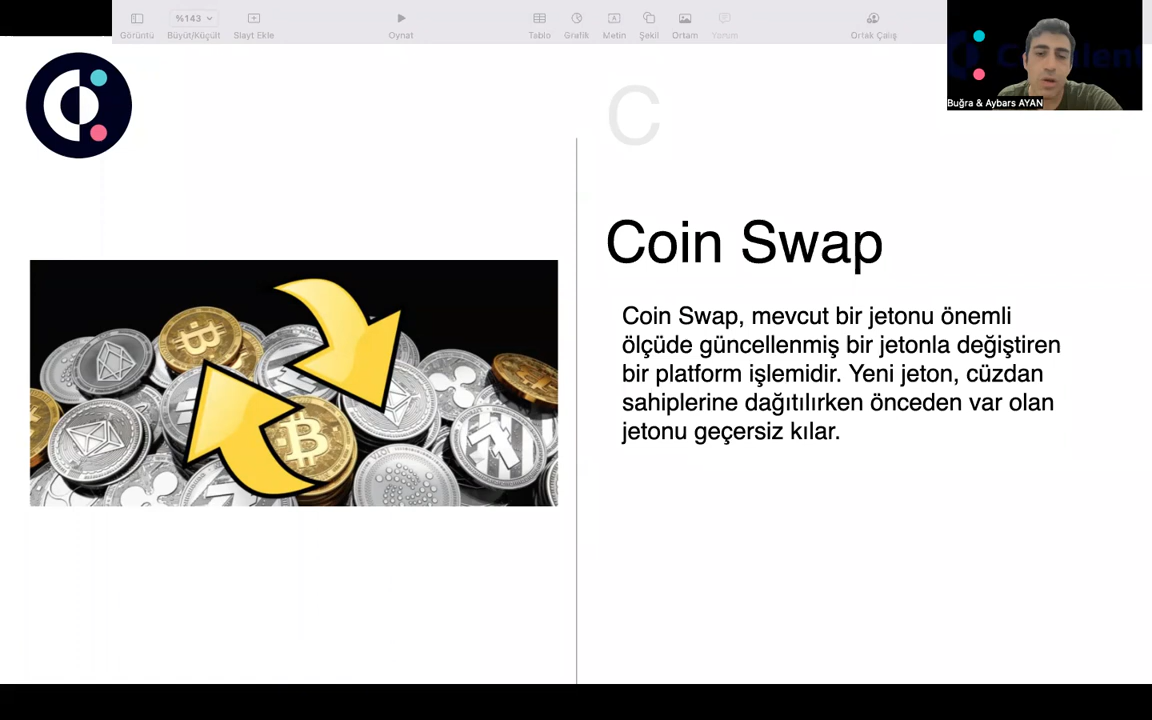 %143
Görüntü
Büyüt/Küçült
Slayt Ekle
Oynat
Tablo
Grafik
Metin
Şekil
Ortam
Yorum
Ortak Çalış
Buğra & Aybars AYAN
C
Coin Swap
Coin Swap, mevcut bir jetonu önemli
ölçüde güncellenmiş bir jetonla değiştiren
bir platform işlemidir. Yeni jeton, cüzdan
sahiplerine dağıtılırken önceden var olan
jetonu geçersiz kılar.